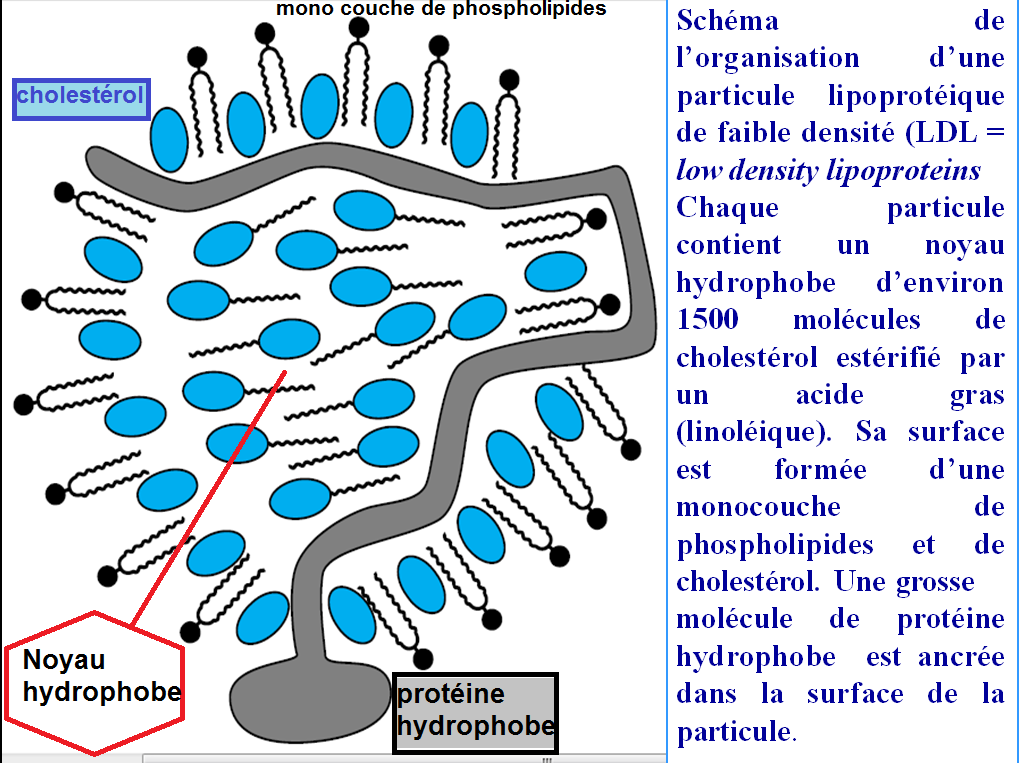 mono couche de phospholipides
cholestérol
Noyau
hydrophobe
protéine
hydrophobe
Schéma de
l’organisation d’une
particule lipoprotéique
de faible densité (LDL =
low density lipoproteins
Chaque particule
contient un noyau
hydrophobe d’environ
1500 molécules de
cholestérol estérifié par
un acide gras
(linoléique). Sa surface
est formée d’une
monocouche de
phospholipides et de
cholestérol. Une grosse
molécule de protéine
hydrophobe est ancrée
dans la surface de la
particule.